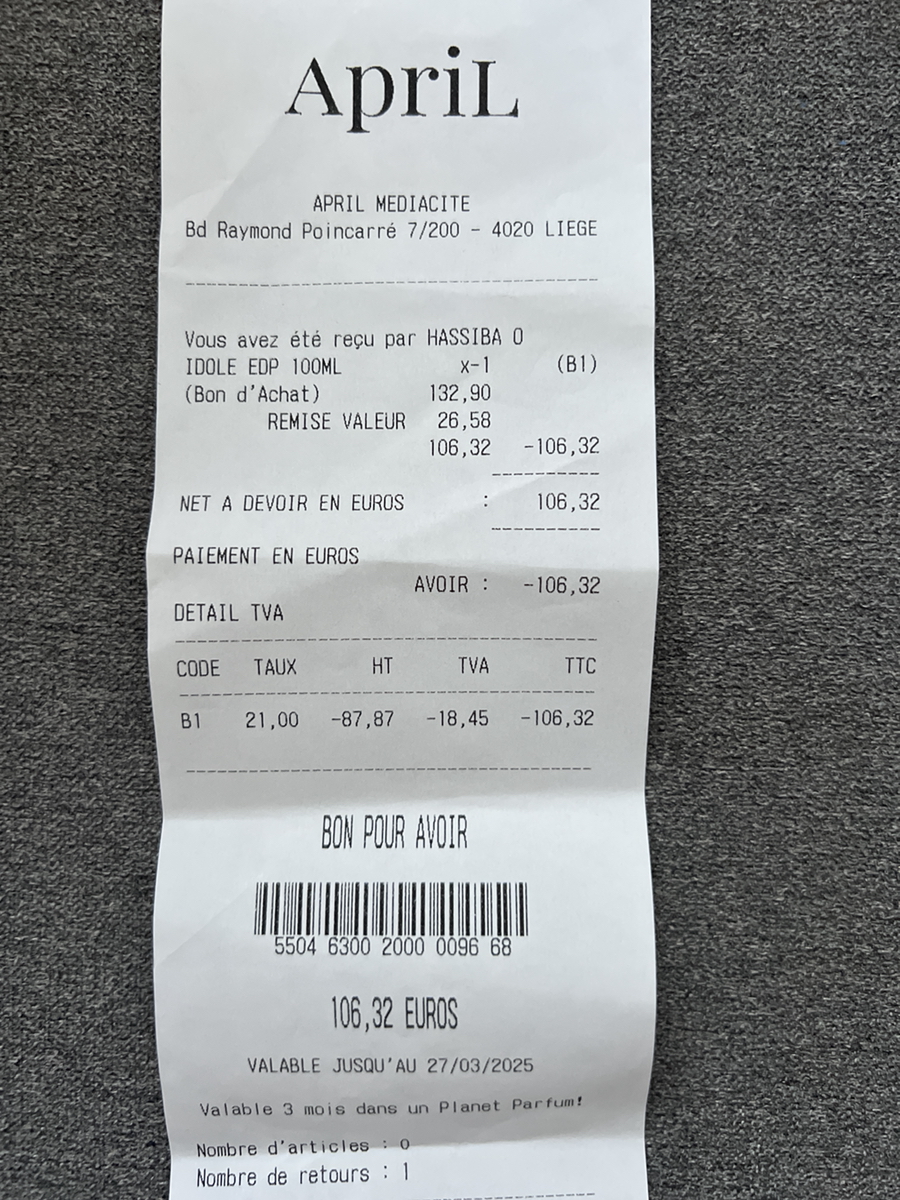 ApriL
APRIL MEDIACITE
Bd Raymond Poincarré 7/200 - 4020 LIEGE
Vous avez été reçu par HASSIBA O
IDOLE EDP 100ML x-1 (B1)
(Bon d'Achat) 132,90
REMISE VALEUR 26,58
106,32 -106,32
NET A DEVOIR EN EUROS : 106,32
PAIEMENT EN EUROS
AVOIR : -106,32
DETAIL TVA
CODE TAUX HT TVA TTC
B1 21,00 -87,87 -18,45 -106,32
BON POUR AVOIR
5504 6300 2000 0096 68
106,32 EUROS
VALABLE JUSQU'AU 27/03/2025
Valable 3 mois dans un Planet Parfum!
Nombre d'articles : 0
Nombre de retours : 1